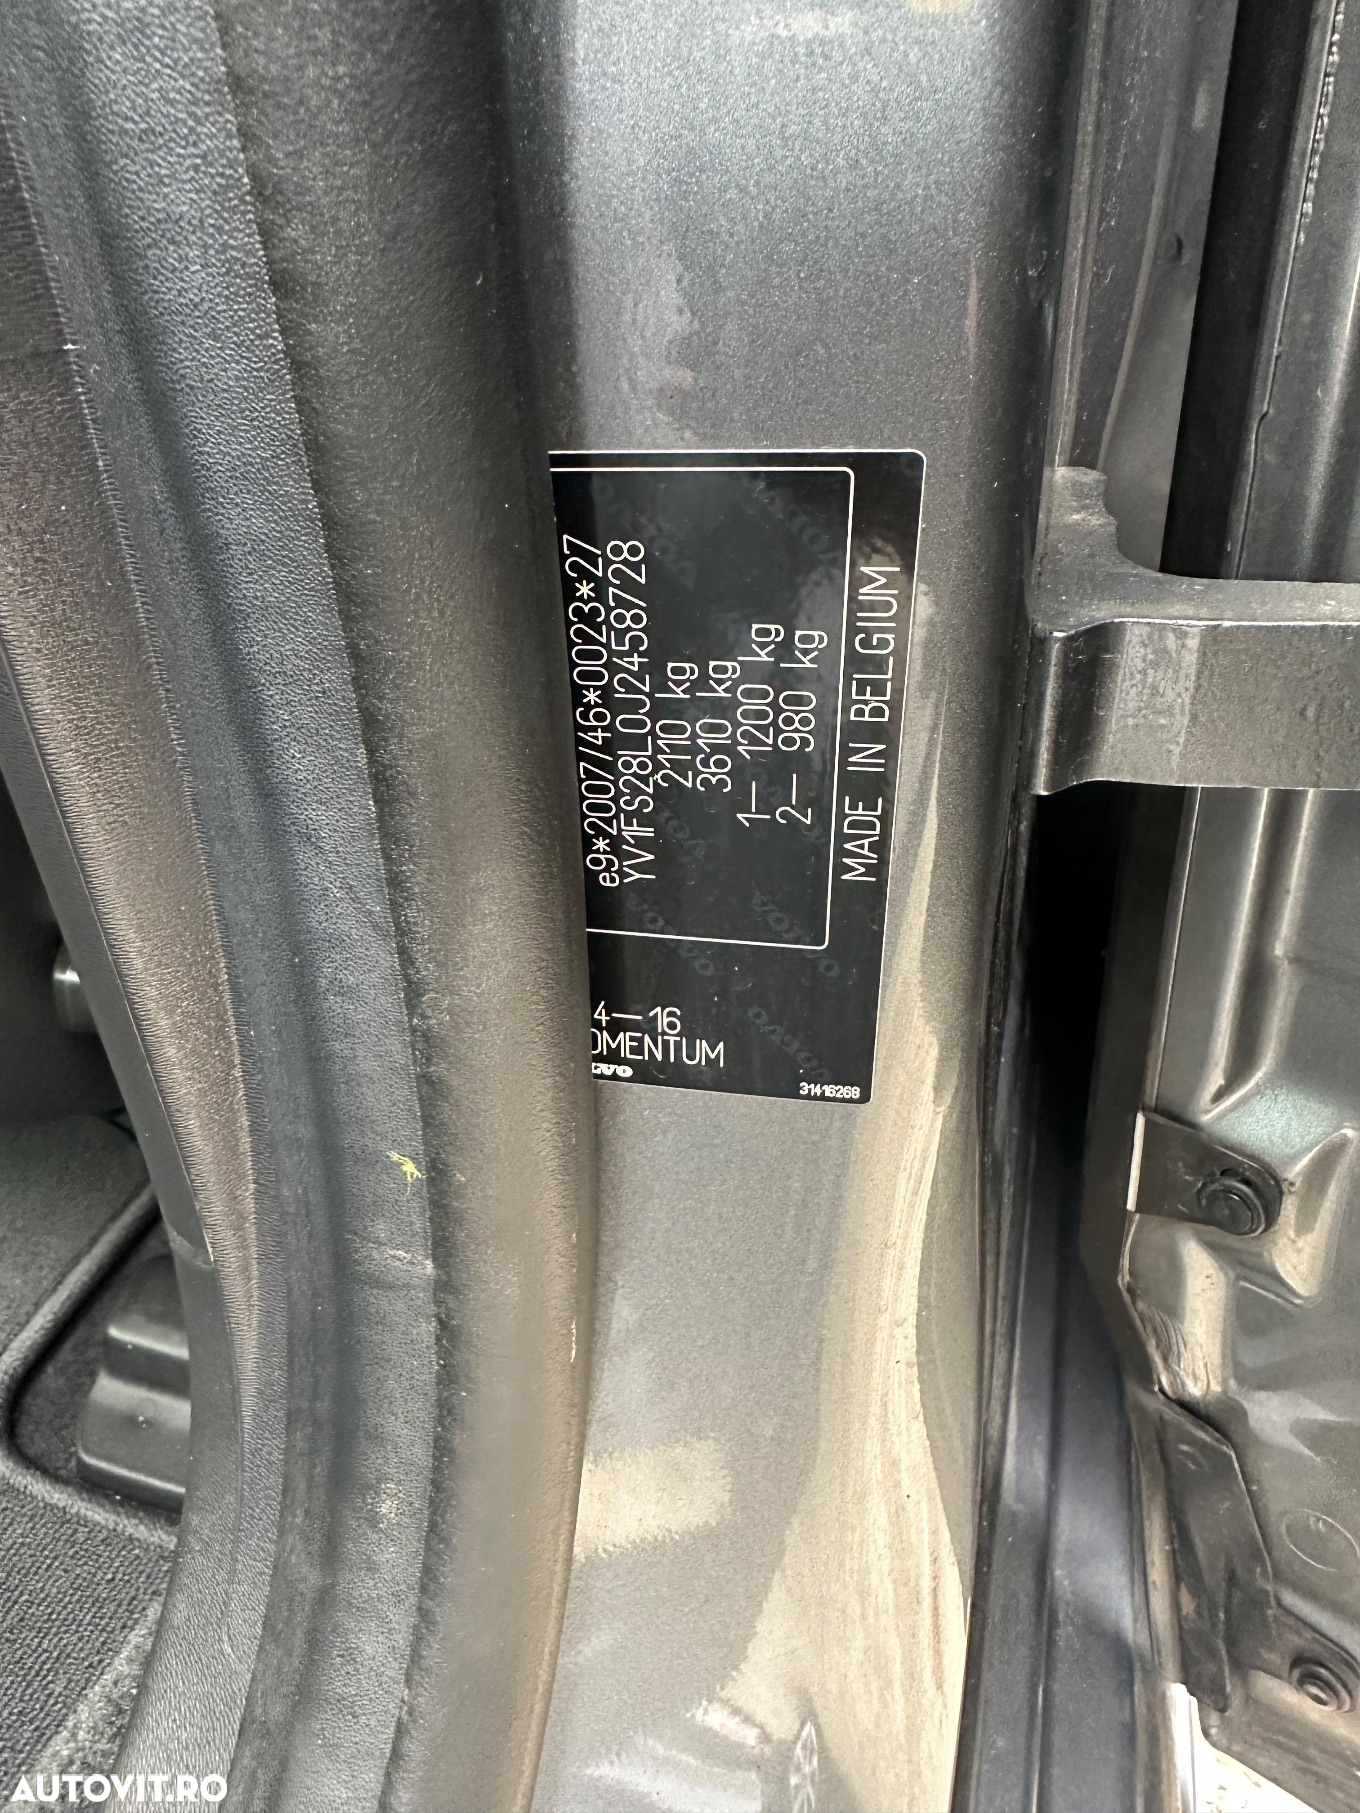 e9*2007/46*0023*27
YV1FS28L0J2458728
2110 kg
3610 kg
1— 1200 kg
2— 980 kg
MADE IN BELGIUM
4—16
OMENTUM
LVO
31416268
AUTOVIT.RO